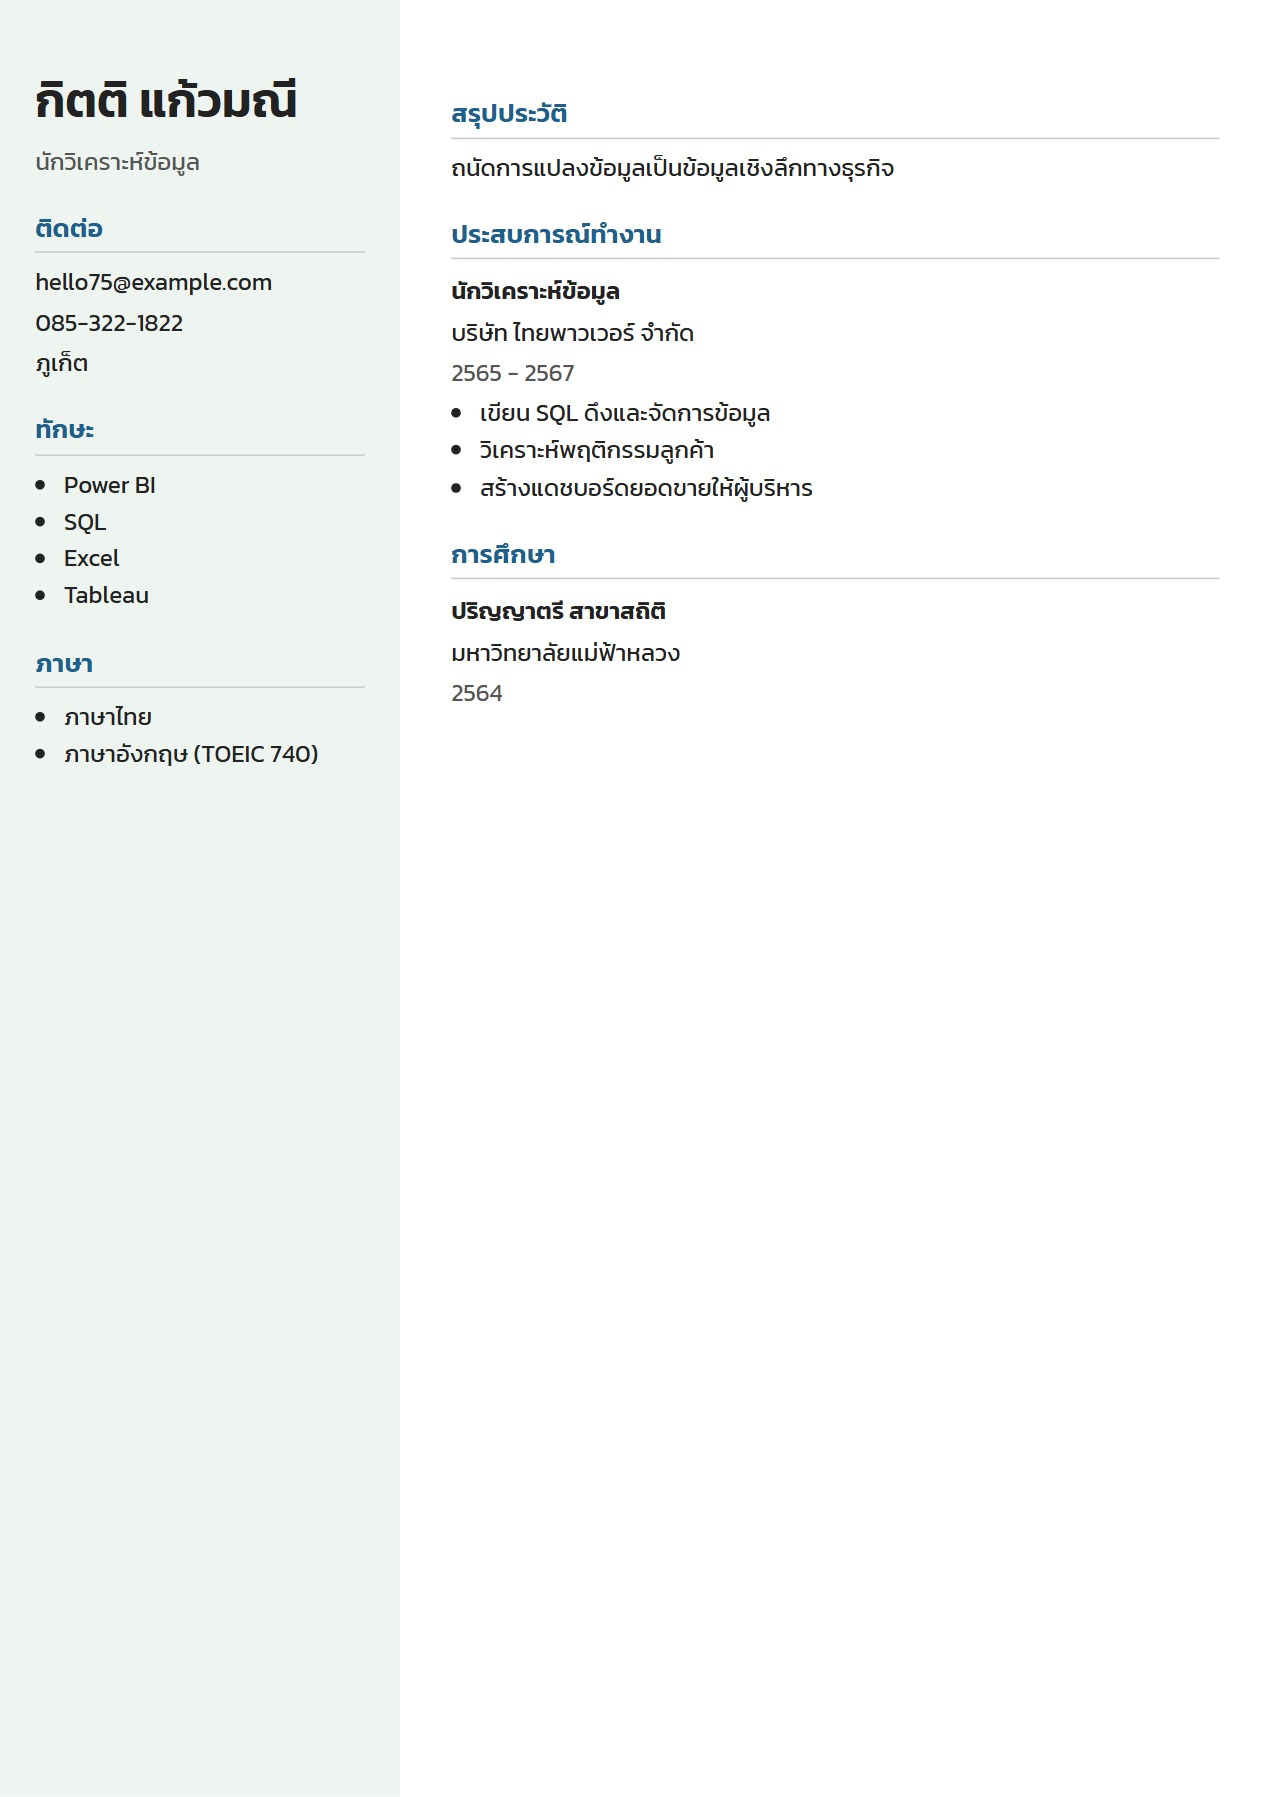 กิตติ แก้วมณี
นักวิเคราะห์ข้อมูล
ติดต่อ
hello75@example.com
085-322-1822
ภูเก็ต
ทักษะ
Power BI
SQL
Excel
Tableau
ภาษา
ภาษาไทย
ภาษาอังกฤษ (TOEIC 740)
สรุปประวัติ
ถนัดการแปลงข้อมูลเป็นข้อมูลเชิงลึกทางธุรกิจ
ประสบการณ์ทำงาน
นักวิเคราะห์ข้อมูล
บริษัท ไทยพาวเวอร์ จำกัด
2565 - 2567
เขียน SQL ดึงและจัดการข้อมูล
วิเคราะห์พฤติกรรมลูกค้า
สร้างแดชบอร์ดยอดขายให้ผู้บริหาร
การศึกษา
ปริญญาตรี สาขาสถิติ
มหาวิทยาลัยแม่ฟ้าหลวง
2564